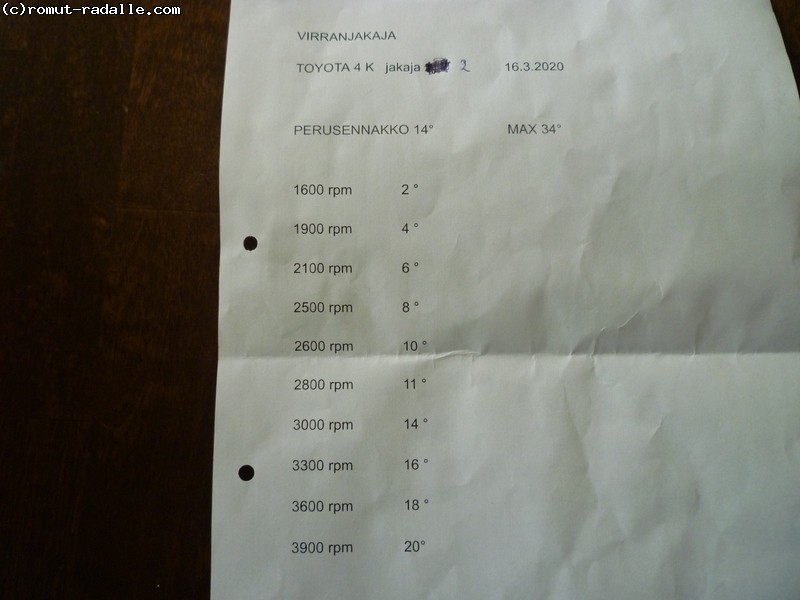 (c)romut-radalle.com
VIRRANJAKAJA
TOYOTA 4 K jakaja 2 16.3.2020
PERUSENNAKKO 14° MAX 34°
1600 rpm 2 °
1900 rpm 4 °
2100 rpm 6 °
2500 rpm 8 °
2600 rpm 10 °
2800 rpm 11 °
3000 rpm 14 °
3300 rpm 16 °
3600 rpm 18 °
3900 rpm 20°